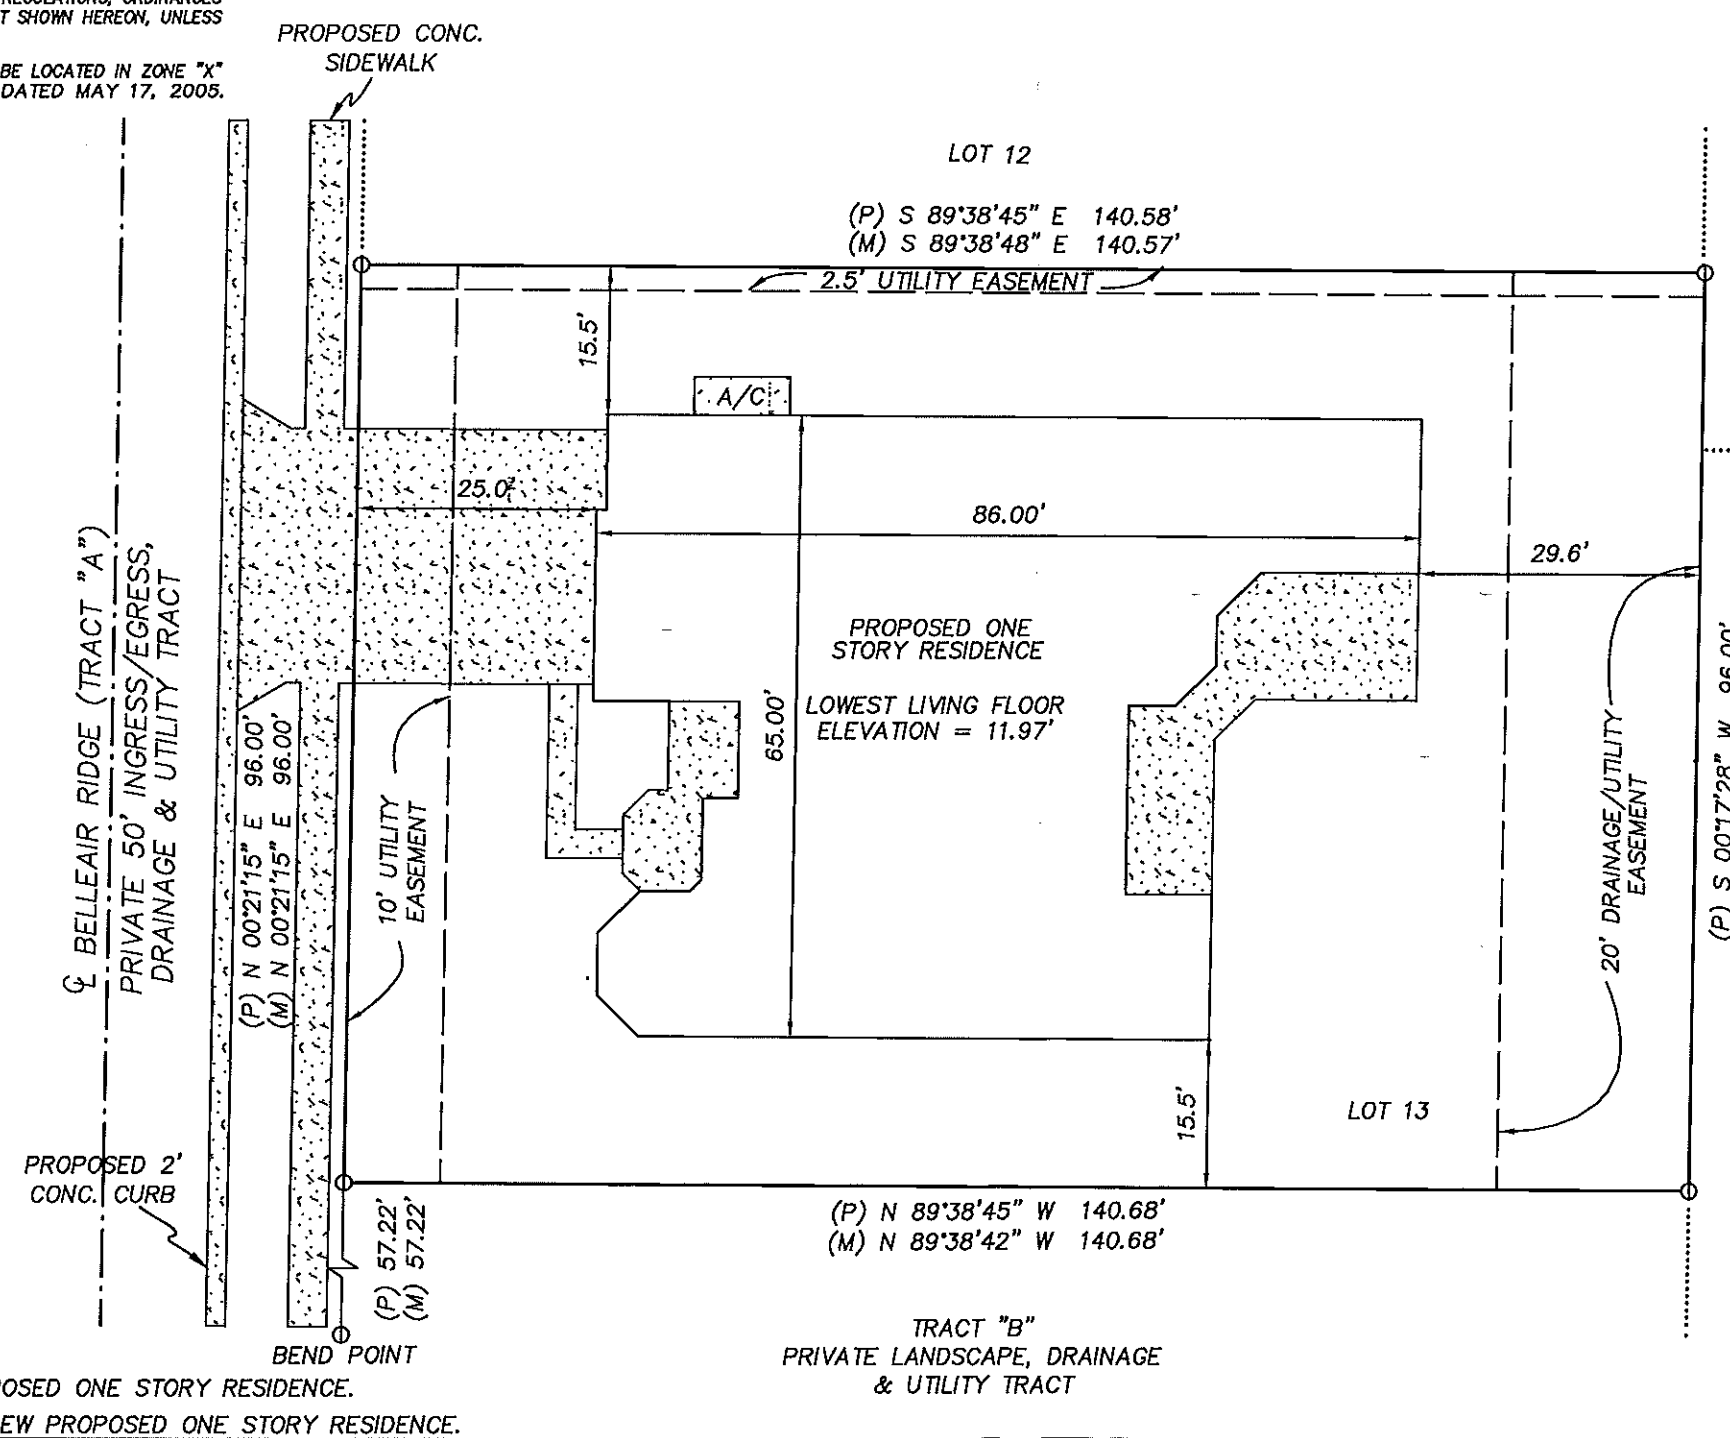 T SHOWN HEREON, UNLESS
BE LOCATED IN ZONE "X"
DATED MAY 17, 2005.
PROPOSED CONC.
SIDEWALK
LOT 12
(P) S 89°38'45" E 140.58'
(M) S 89°38'48" E 140.57'
2.5' UTILITY EASEMENT
15.5'
A/C
25.0'
86.00'
29.6'
PROPOSED ONE
STORY RESIDENCE
LOWEST LIVING FLOOR
ELEVATION = 11.97'
65.00'
℄ BELLEAIR RIDGE (TRACT "A")
PRIVATE 50' INGRESS/EGRESS,
DRAINAGE & UTILITY TRACT
(P) N 00°21'15" E 96.00'
(M) N 00°21'15" E 96.00'
10' UTILITY
EASEMENT
20' DRAINAGE/UTILITY
EASEMENT
(P) S 00°17'28" W 96.00'
15.5'
LOT 13
PROPOSED 2'
CONC. CURB
(P) 57.22'
(M) 57.22'
(P) N 89°38'45" W 140.68'
(M) N 89°38'42" W 140.68'
BEND POINT
TRACT "B"
PRIVATE LANDSCAPE, DRAINAGE
& UTILITY TRACT
OSED ONE STORY RESIDENCE.
EW PROPOSED ONE STORY RESIDENCE.